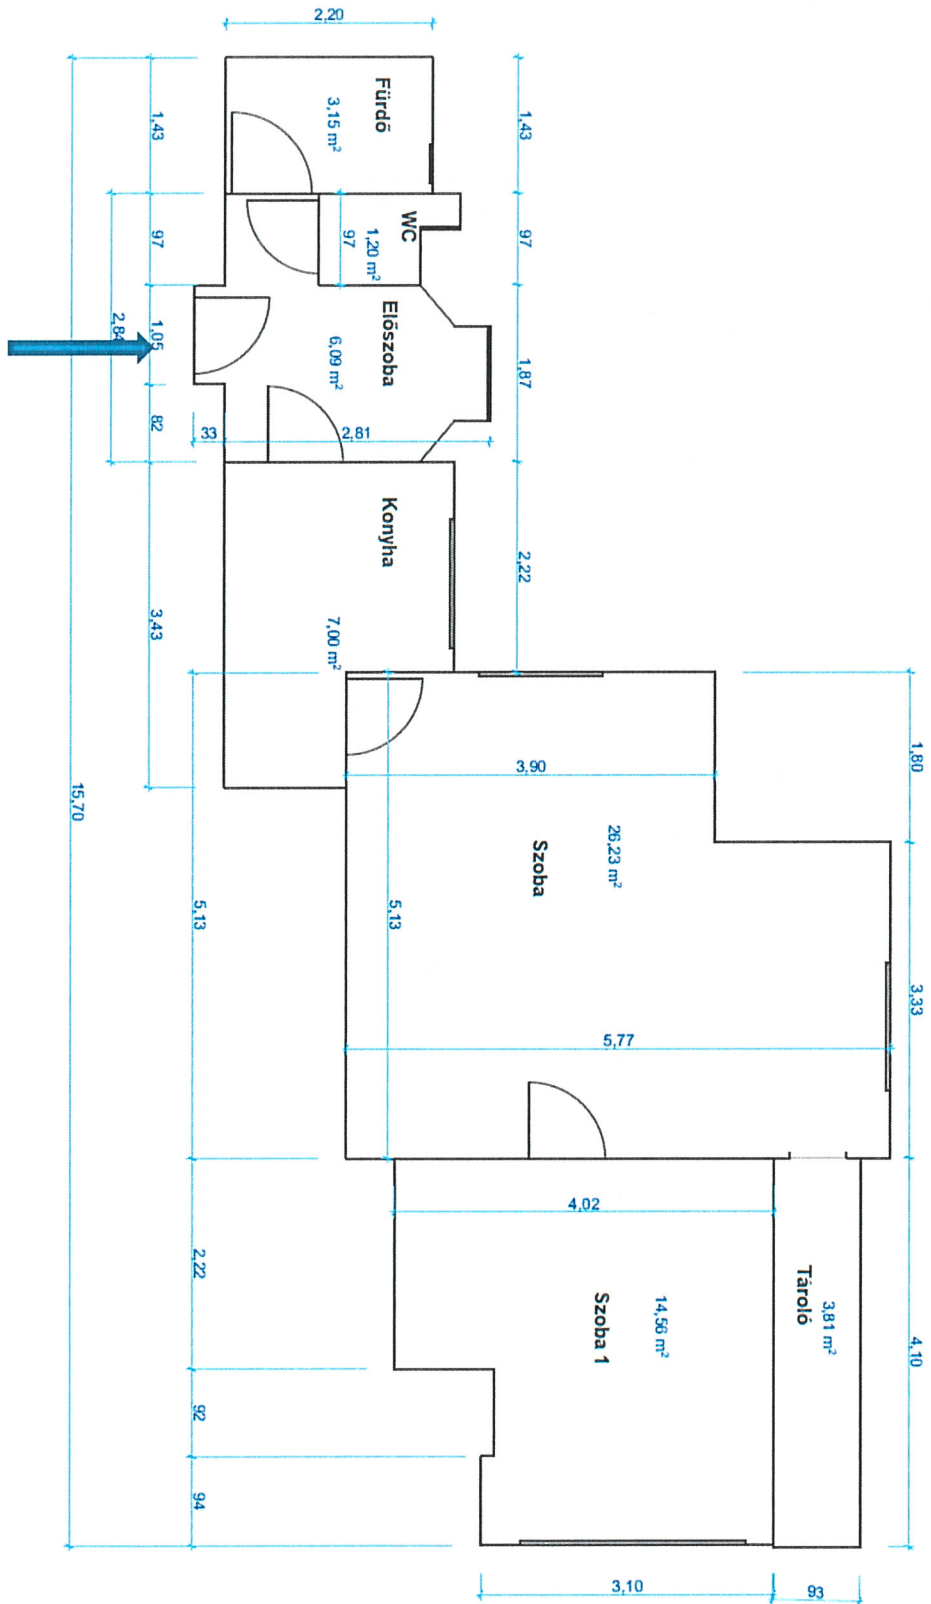 2,20
1,43
97
1,05
82
3,43
2,84
15,70
1,43
97
1,87
2,22
Fürdő
3,15 m²
WC
1,20 m²
97
Előszoba
6,09 m²
33
2,81
Konyha
7,00 m²
1,80
3,33
4,10
3,90
26,23 m²
Szoba
5,13
5,13
5,77
4,02
2,22
92
94
14,56 m²
Szoba 1
3,81 m²
Tároló
3,10
93